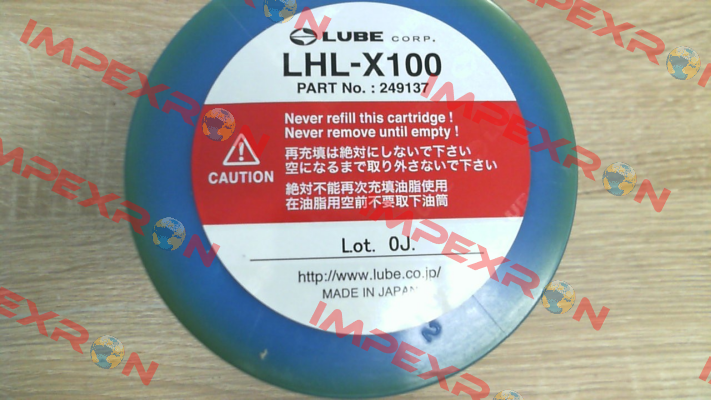 LUBE CORP.
LHL-X100
PART No. : 249137
Never refill this cartridge !
Never remove until empty !
CAUTION
再充填は絶対にしないで下さい
空になるまで取り外さないで下さい
絶対不能再次充填油脂使用
在油脂用空前不要取下油筒
Lot. 0J.
http://www.lube.co.jp/
MADE IN JAPAN
2
IMPEXRON
IMPEXRON
IMPEXRON
IMPEXRON
IMPEXRON
IMPEXRON
IMPEXRON